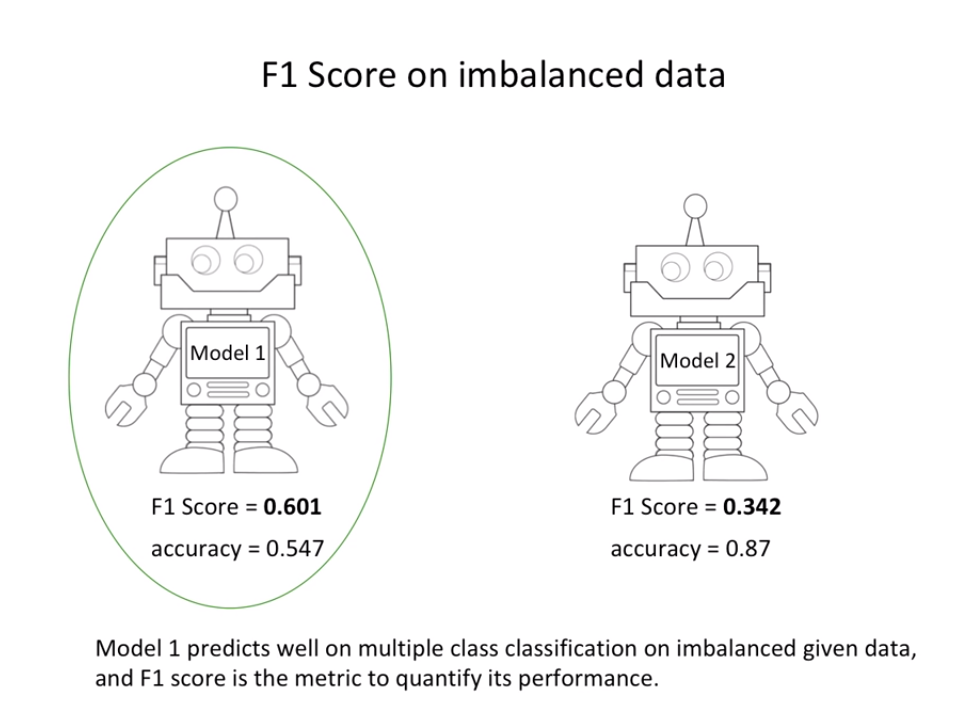 F1 Score on imbalanced data
Model 1
Model 2
F1 Score = 0.601
accuracy = 0.547
F1 Score = 0.342
accuracy = 0.87
Model 1 predicts well on multiple class classification on imbalanced given data,
and F1 score is the metric to quantify its performance.